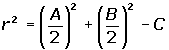 r² = (A/2)² + (B/2)² − C